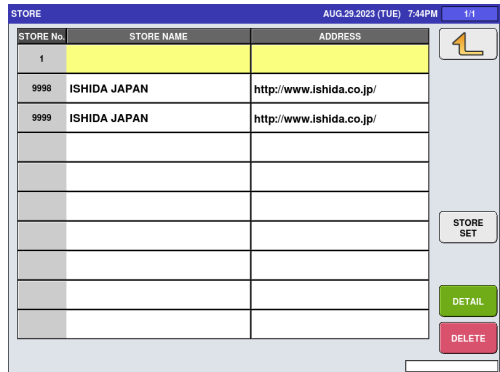 STORE AUG.29.2023 (TUE) 7:44PM 1/1
STORE No. STORE NAME ADDRESS
1
9998 ISHIDA JAPAN http://www.ishida.co.jp/
9999 ISHIDA JAPAN http://www.ishida.co.jp/
STORE
SET
DETAIL
DELETE